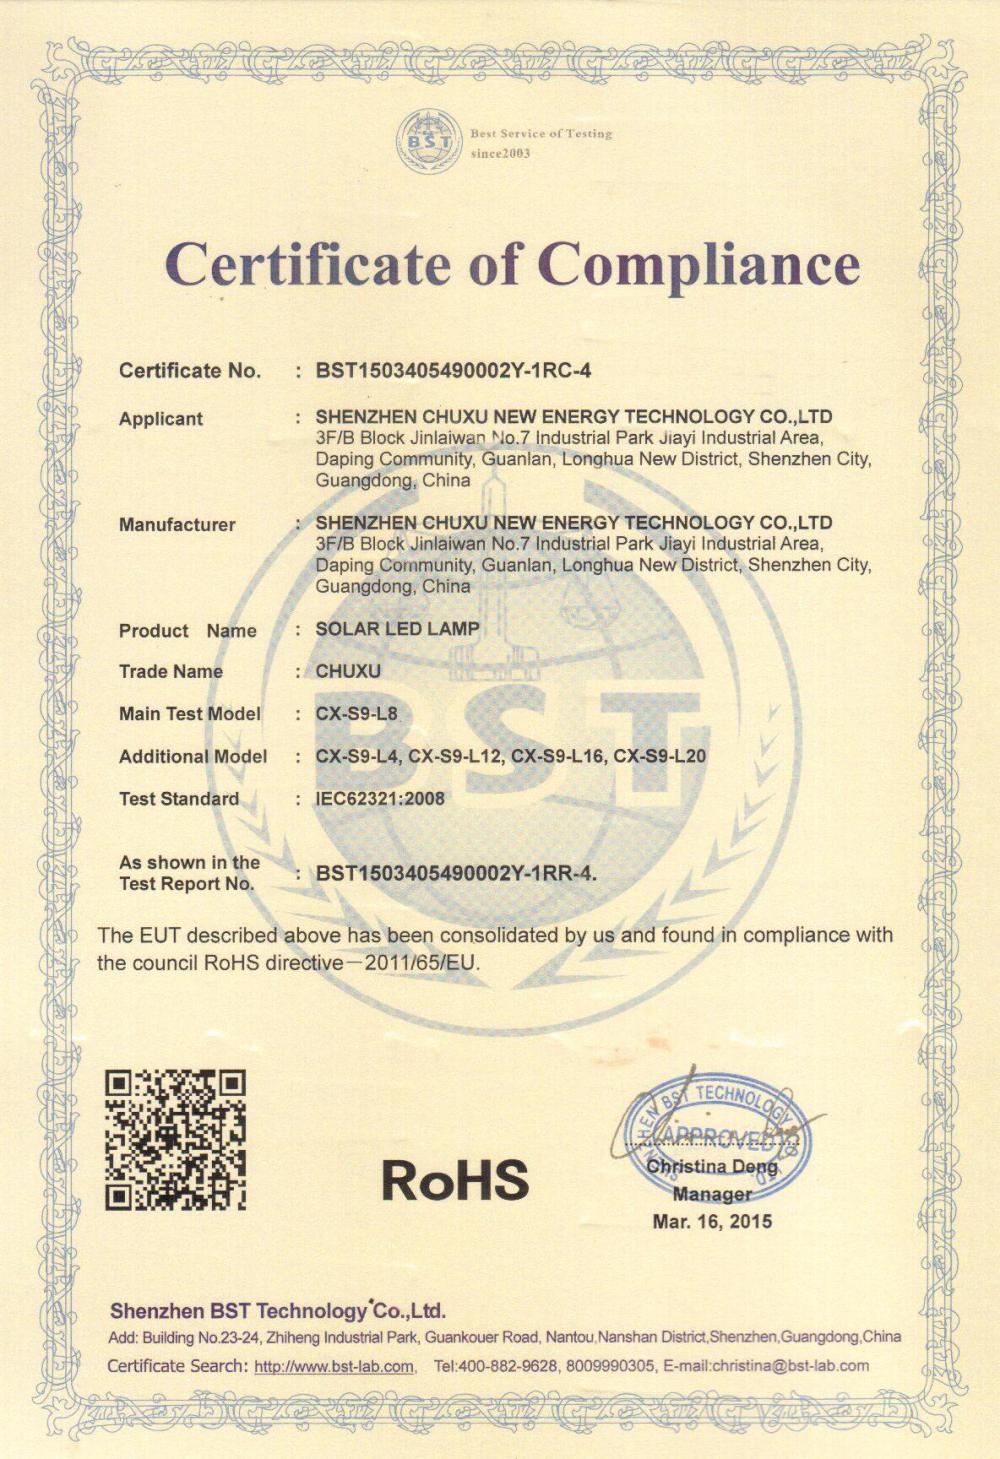 BST
Best Service of Testing
since2003
Certificate of Compliance
Certificate No. : BST1503405490002Y-1RC-4
Applicant : SHENZHEN CHUXU NEW ENERGY TECHNOLOGY CO.,LTD
3F/B Block Jinlaiwan No.7 Industrial Park Jiayi Industrial Area,
Daping Community, Guanlan, Longhua New District, Shenzhen City,
Guangdong, China
Manufacturer : SHENZHEN CHUXU NEW ENERGY TECHNOLOGY CO.,LTD
3F/B Block Jinlaiwan No.7 Industrial Park Jiayi Industrial Area,
Daping Community, Guanlan, Longhua New District, Shenzhen City,
Guangdong, China
Product Name : SOLAR LED LAMP
Trade Name : CHUXU
Main Test Model : CX-S9-L8
Additional Model : CX-S9-L4, CX-S9-L12, CX-S9-L16, CX-S9-L20
Test Standard : IEC62321:2008
As shown in the
Test Report No. : BST1503405490002Y-1RR-4.
BST
The EUT described above has been consolidated by us and found in compliance with
the council RoHS directive—2011/65/EU.
RoHS
SHENZHEN BST TECHNOLOGY CO.,LTD.
APPROVED
Christina Deng
Manager
Mar. 16, 2015
Shenzhen BST Technology Co.,Ltd.
Add: Building No.23-24, Zhiheng Industrial Park, Guankouer Road, Nantou,Nanshan District,Shenzhen,Guangdong,China
Certificate Search: http://www.bst-lab.com, Tel:400-882-9628, 8009990305, E-mail:christina@bst-lab.com